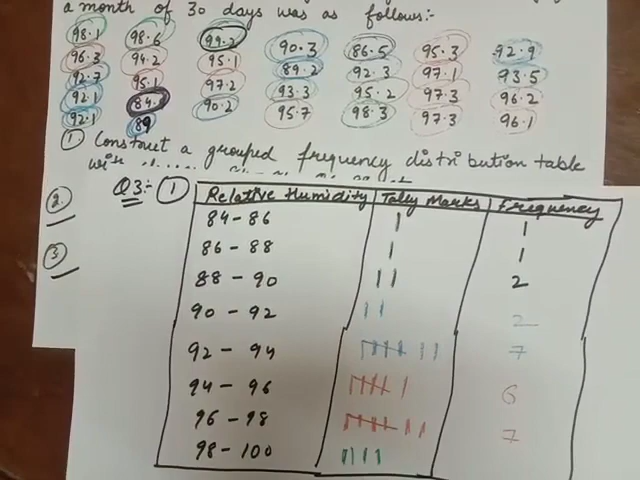 a month of 30 days was as follows:-
98.1 98.6 99.2 90.3 86.5 95.3 92.9
96.3 94.2 95.1 89.2 92.3 97.1 93.5
92.7 95.1 97.2 93.3 95.2 97.3 96.2
92.1 84. 90.2 95.7 98.3 97.3 96.1
92.1 89
① Construct a grouped frequency distribution table
with
Q3:- ① Relative Humidity Tally Marks Frequency
84-86 | 1
86-88 | 1
88-90 || 2
90-92 || 2
92-94 |||| || 7
94-96 |||| | 6
96-98 |||| || 7
98-100 ||||
②
③